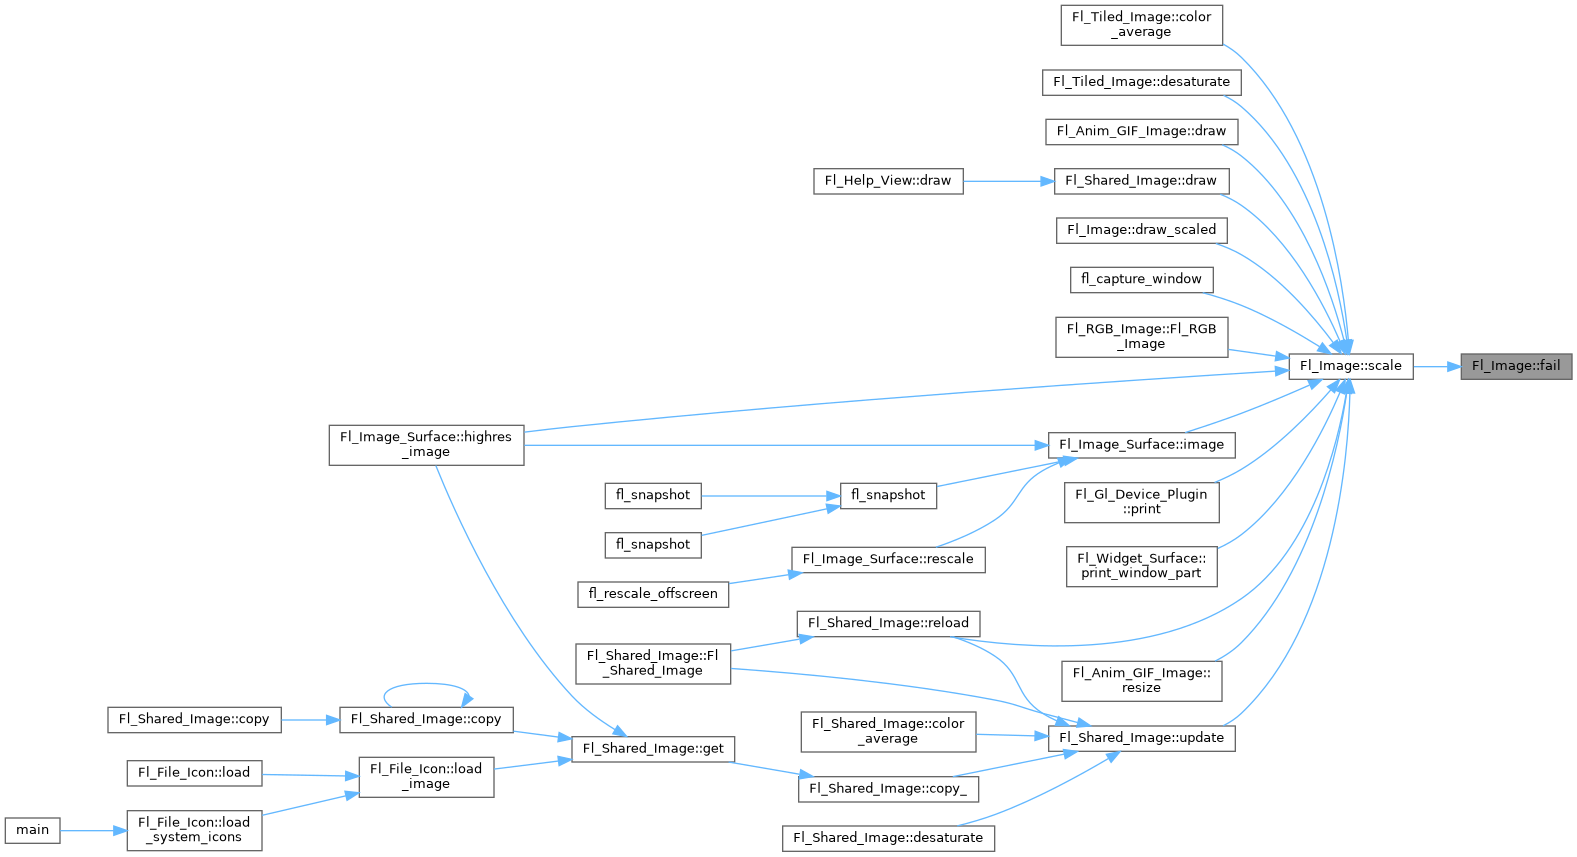 Fl_Tiled_Image::color
_average
Fl_Tiled_Image::desaturate
Fl_Anim_GIF_Image::draw
Fl_Help_View::draw
Fl_Shared_Image::draw
Fl_Image::draw_scaled
fl_capture_window
Fl_RGB_Image::Fl_RGB
_Image
Fl_Image::scale
Fl_Image::fail
Fl_Image_Surface::highres
_image
Fl_Image_Surface::image
fl_snapshot
fl_snapshot
Fl_Gl_Device_Plugin
::print
fl_snapshot
Fl_Image_Surface::rescale
Fl_Widget_Surface::
print_window_part
fl_rescale_offscreen
Fl_Shared_Image::reload
Fl_Shared_Image::Fl
_Shared_Image
Fl_Anim_GIF_Image::
resize
Fl_Shared_Image::copy
Fl_Shared_Image::copy
Fl_Shared_Image::color
_average
Fl_Shared_Image::update
Fl_Shared_Image::get
Fl_File_Icon::load
Fl_File_Icon::load
_image
Fl_Shared_Image::copy_
main
Fl_File_Icon::load
_system_icons
Fl_Shared_Image::desaturate